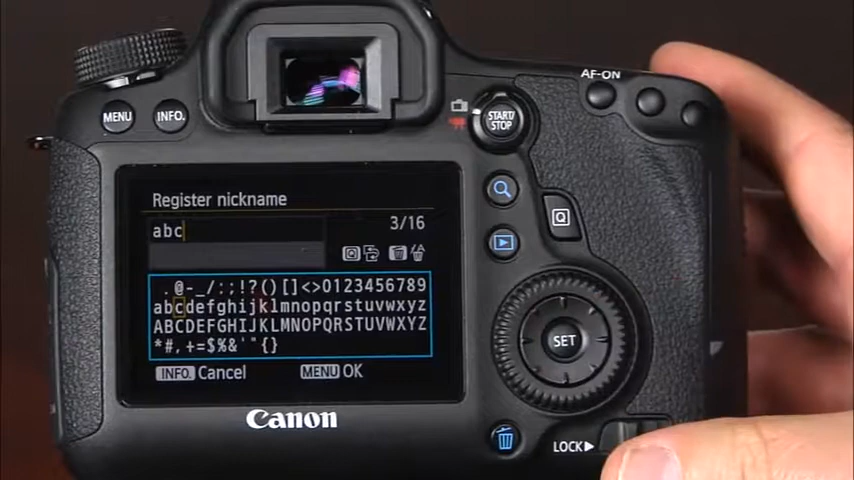 AF-ON
MENU
INFO.
START/
STOP
Register nickname
abc
3/16
Q
Q
.@-_/:;!?()[]<>0123456789
abcdefghijklmnopqrstuvwxyz
ABCDEFGHIJKLMNOPQRSTUVWXYZ
*#,+=$%&'"{}
SET
INFO. Cancel
MENU OK
Canon
LOCK▶